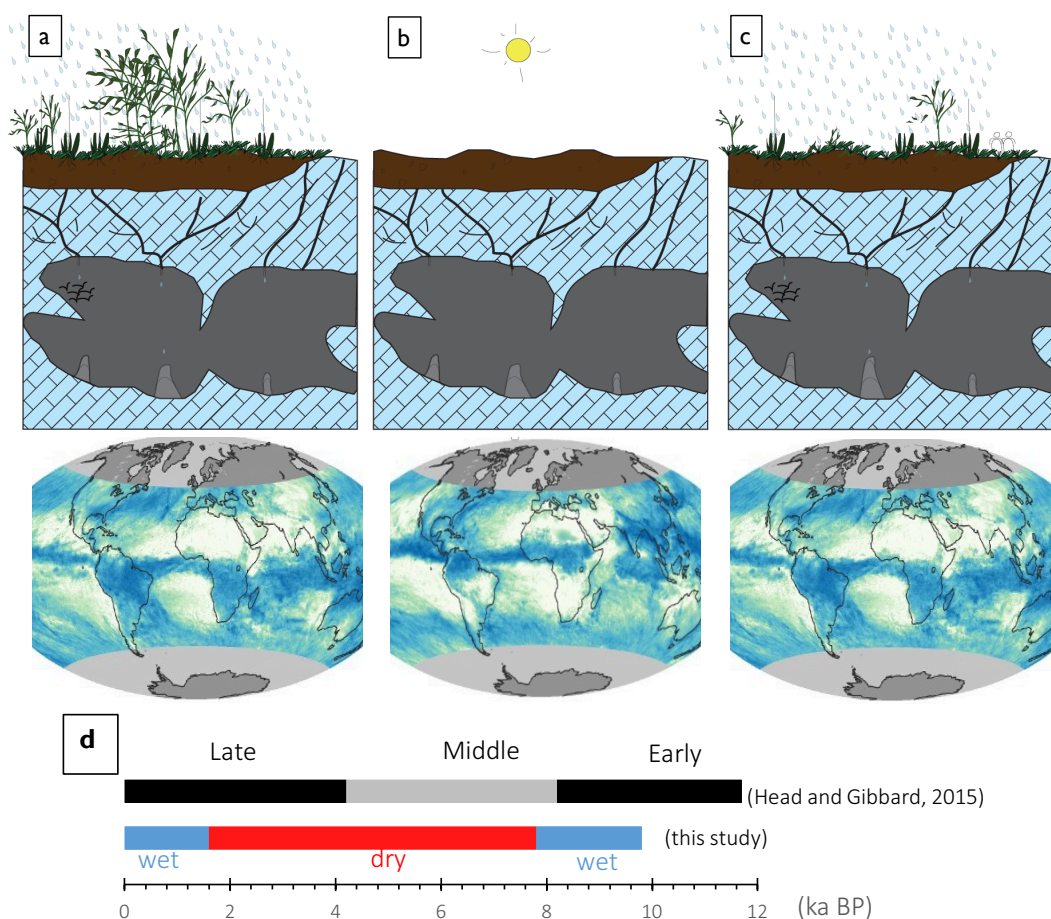 a
b
c
d
Late
Middle
Early
(Head and Gibbard, 2015)
(this study)
wet
dry
wet
0 2 4 6 8 10 12 (ka BP)